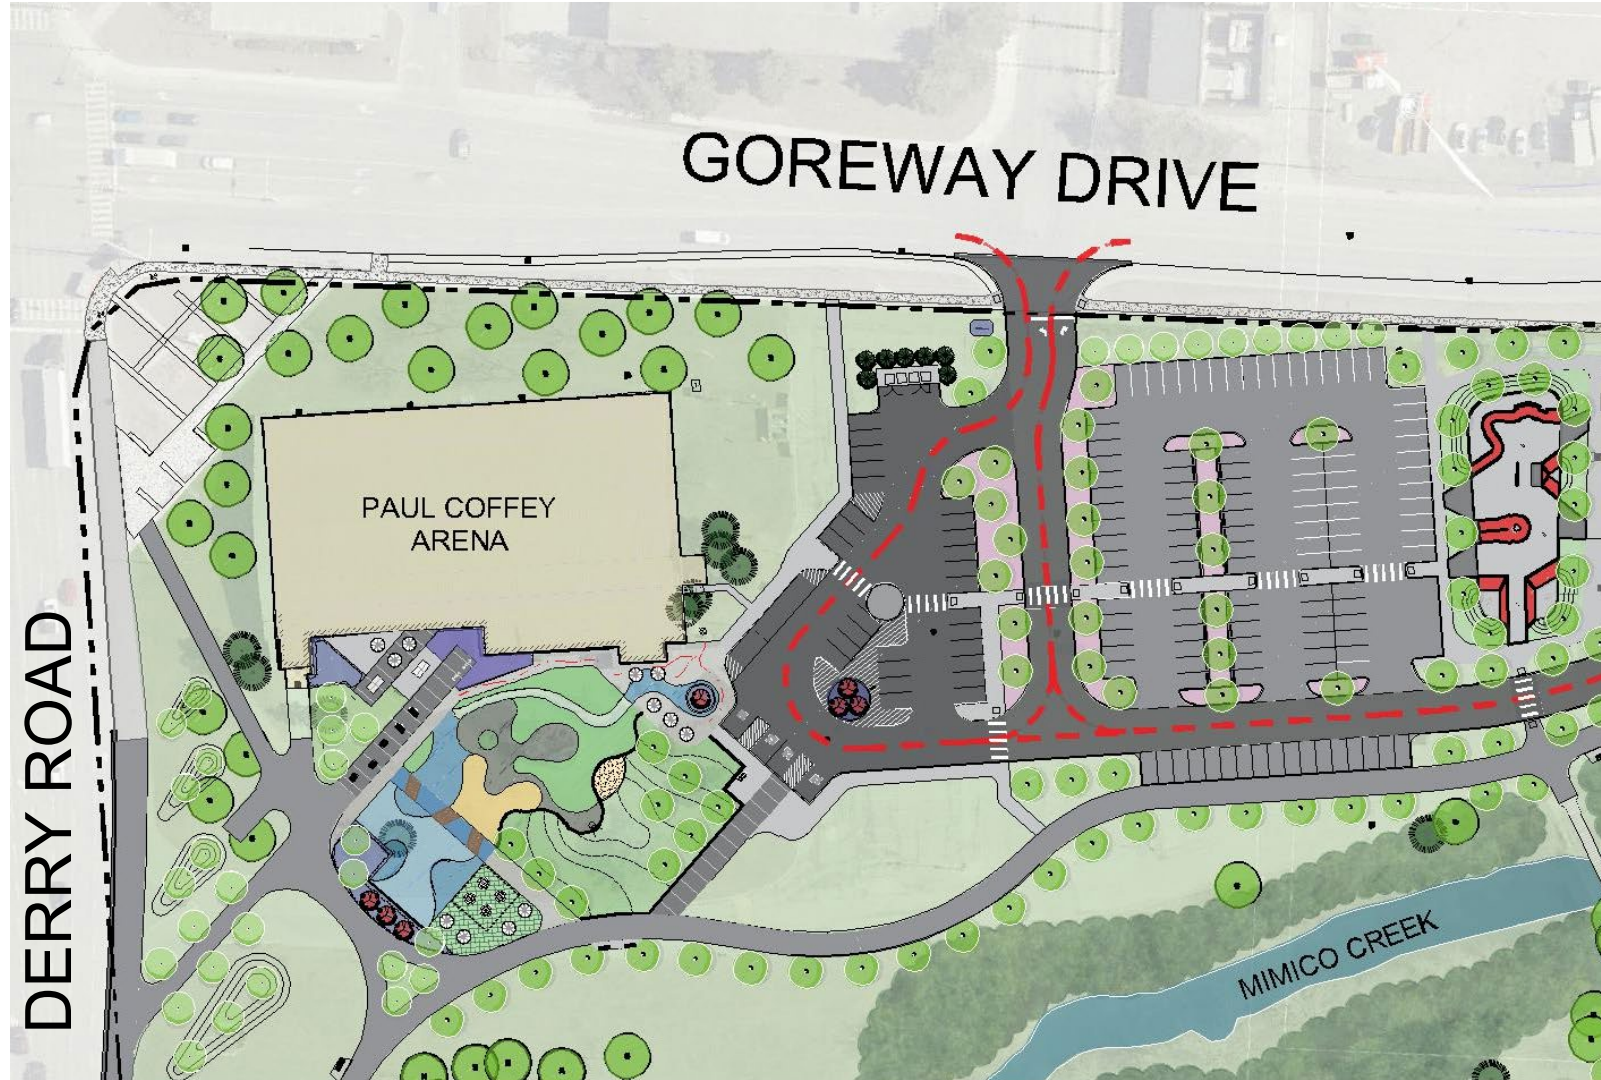 GOREWAY DRIVE
PAUL COFFEY
ARENA
DERRY ROAD
MIMICO CREEK